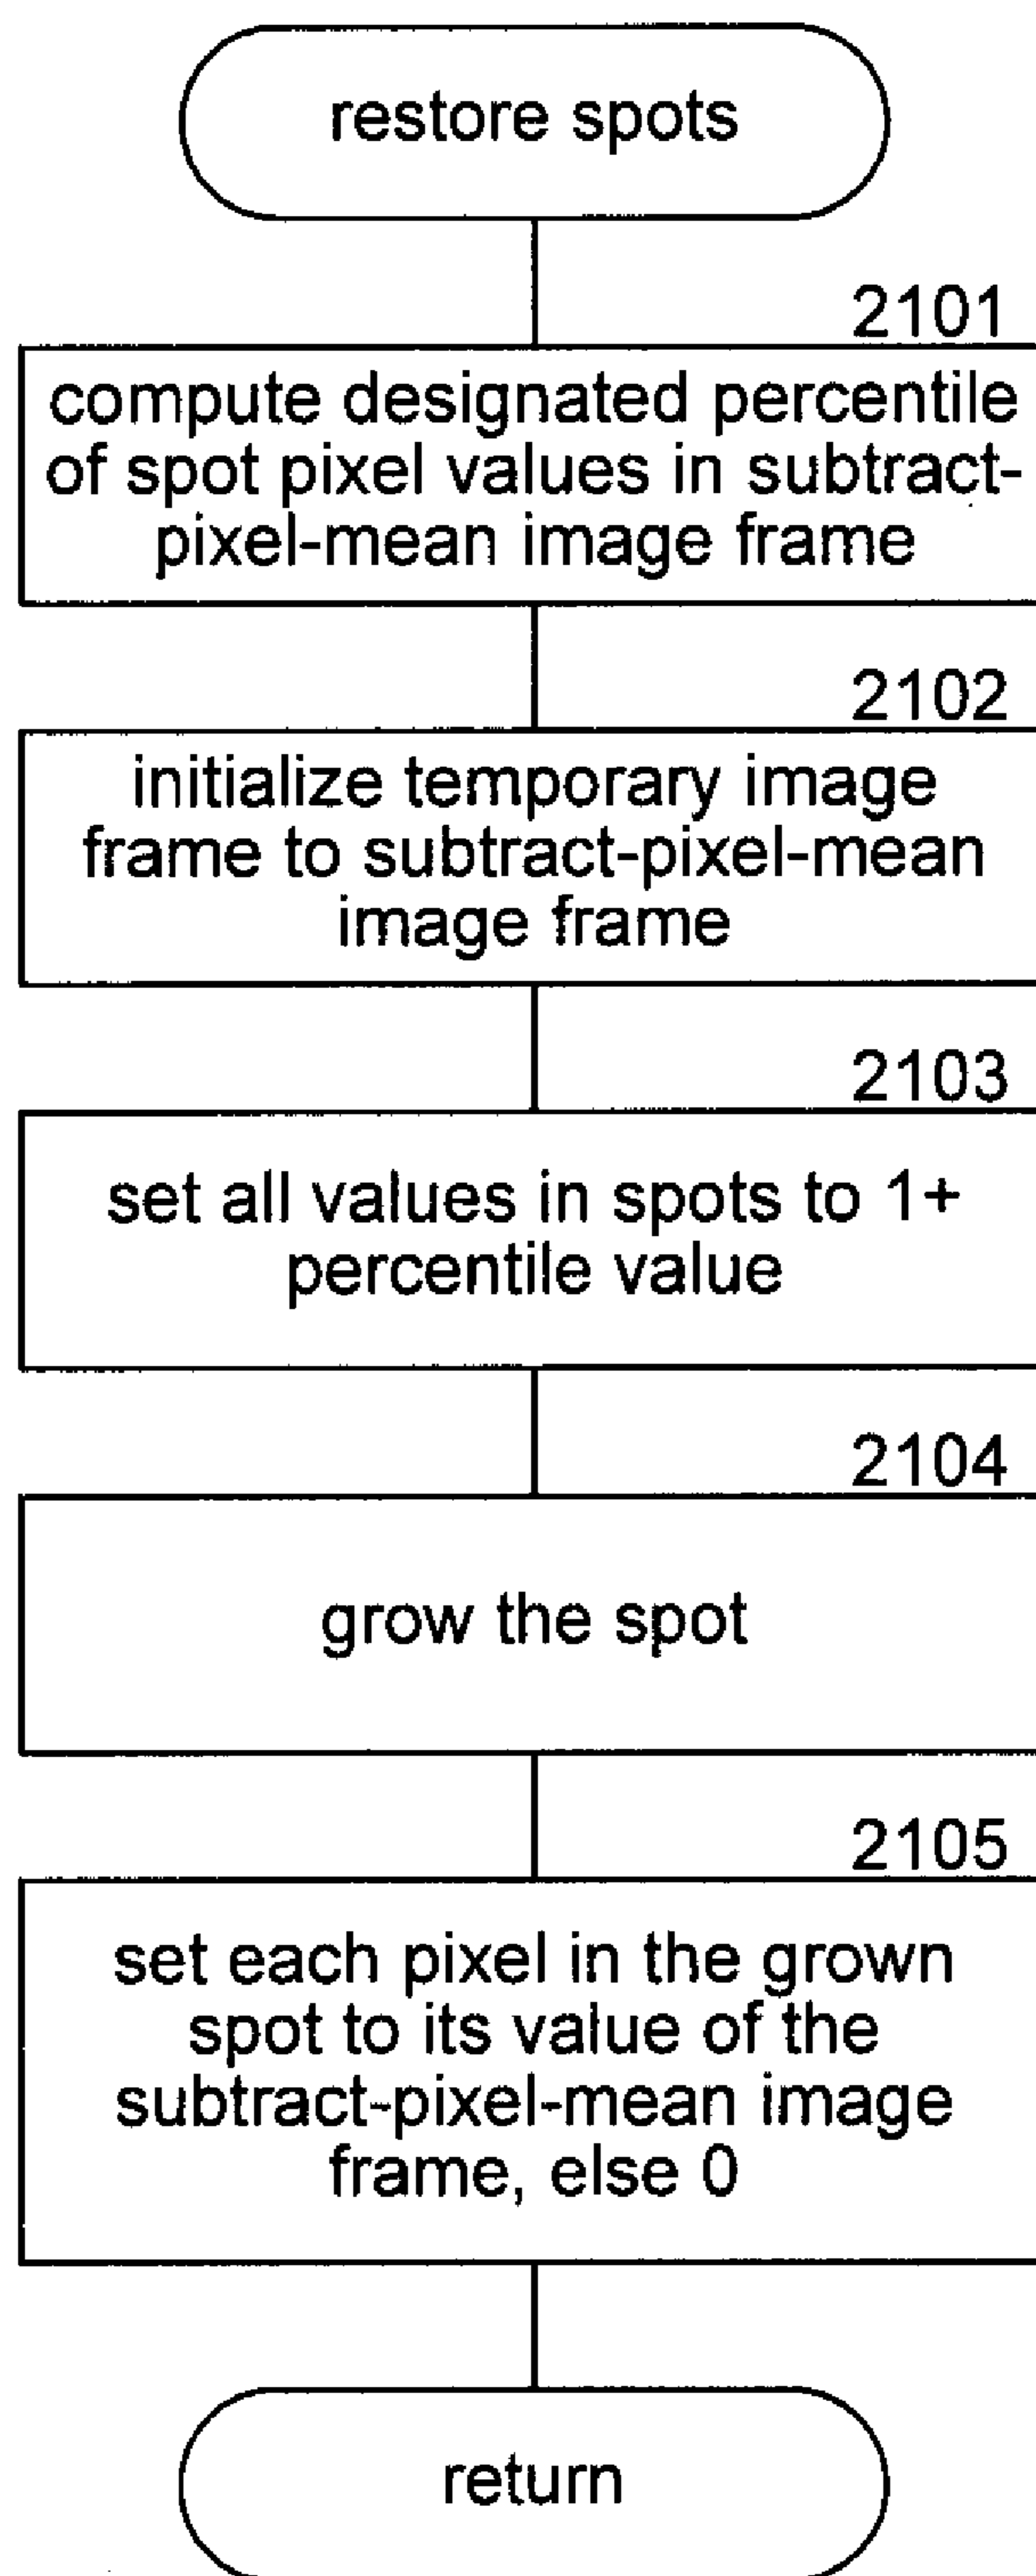 restore spots
2101
compute designated percentile
of spot pixel values in subtract-
pixel-mean image frame
2102
initialize temporary image
frame to subtract-pixel-mean
image frame
2103
set all values in spots to 1+
percentile value
2104
grow the spot
2105
set each pixel in the grown
spot to its value of the
subtract-pixel-mean image
frame, else 0
return